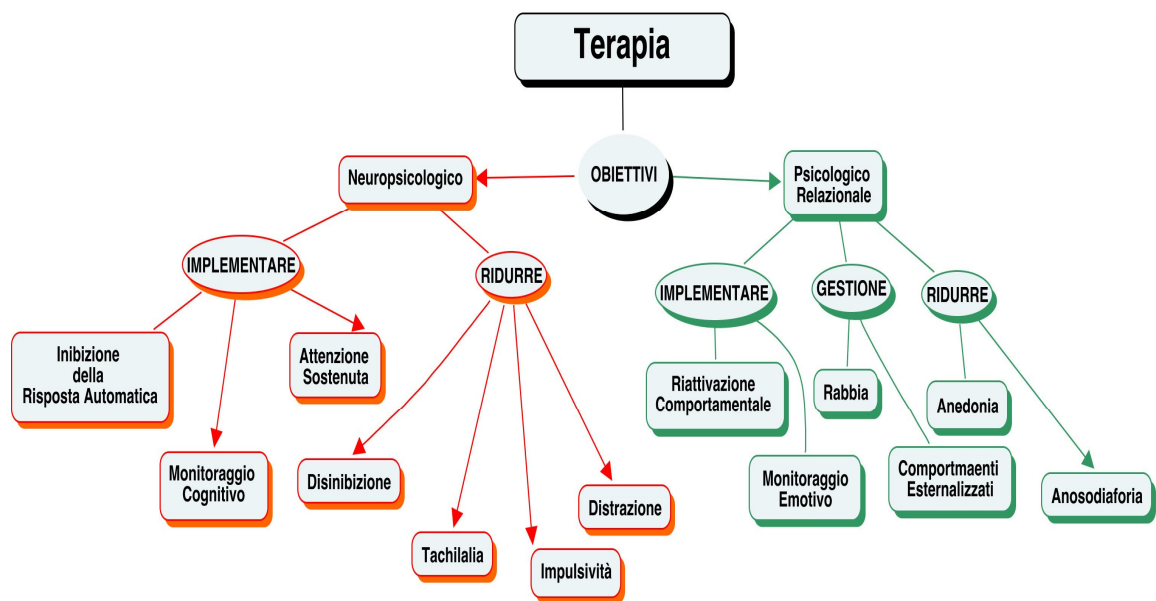 Terapia
OBIETTIVI
Neuropsicologico
Psicologico
Relazionale
IMPLEMENTARE
RIDURRE
IMPLEMENTARE
GESTIONE
RIDURRE
Inibizione
della
Risposta Automatica
Monitoraggio
Cognitivo
Attenzione
Sostenuta
Disinibizione
Tachilalia
Impulsività
Distrazione
Riattivazione
Comportamentale
Monitoraggio
Emotivo
Rabbia
Comportmaenti
Esternalizzati
Anedonia
Anosodiaforia